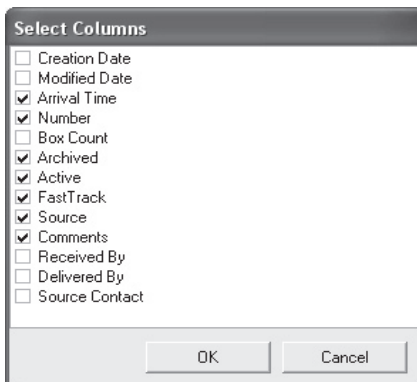 Select Columns
Creation Date
Modified Date
Arrival Time
Number
Box Count
Archived
Active
FastTrack
Source
Comments
Received By
Delivered By
Source Contact
OK
Cancel